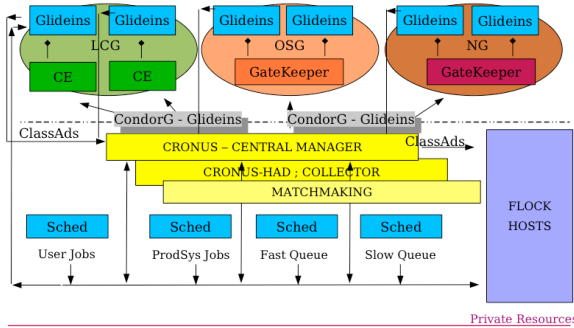 Glideins Glideins Glideins Glideins Glideins Glideins
LCG OSG NG
CE CE GateKeeper GateKeeper
CondorG - Glideins CondorG - Glideins
ClassAds ClassAds
CRONUS – CENTRAL MANAGER
CRONUS-HAD ; COLLECTOR
MATCHMAKING
FLOCK
HOSTS
Sched Sched Sched Sched
User Jobs ProdSys Jobs Fast Queue Slow Queue
Private Resources